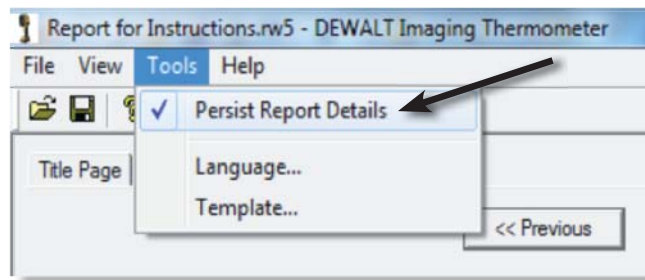 Report for Instructions.rw5 - DEWALT Imaging Thermometer
File View Tools Help
Persist Report Details
Title Page
Language...
Template...
<< Previous